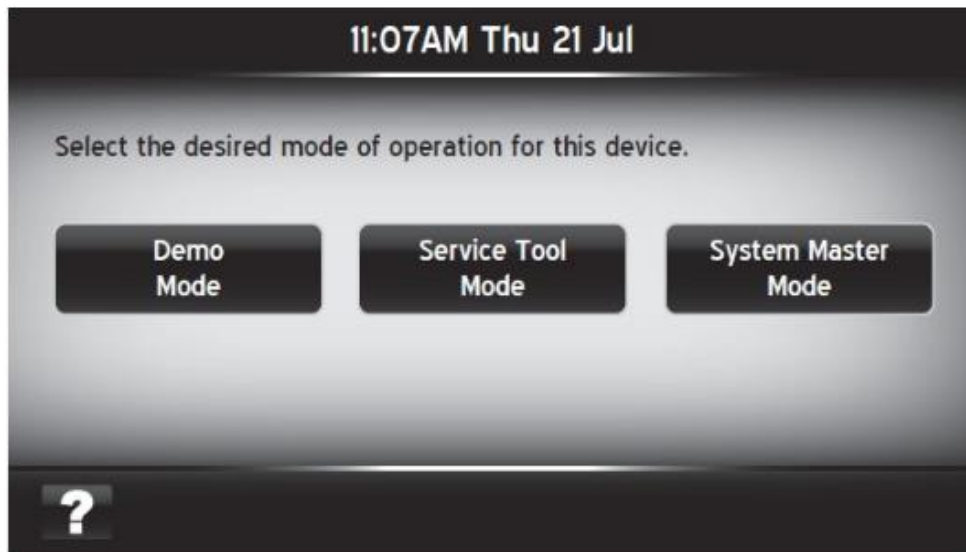 11:07AM Thu 21 Jul
Select the desired mode of operation for this device.
Demo
Mode
Service Tool
Mode
System Master
Mode
?